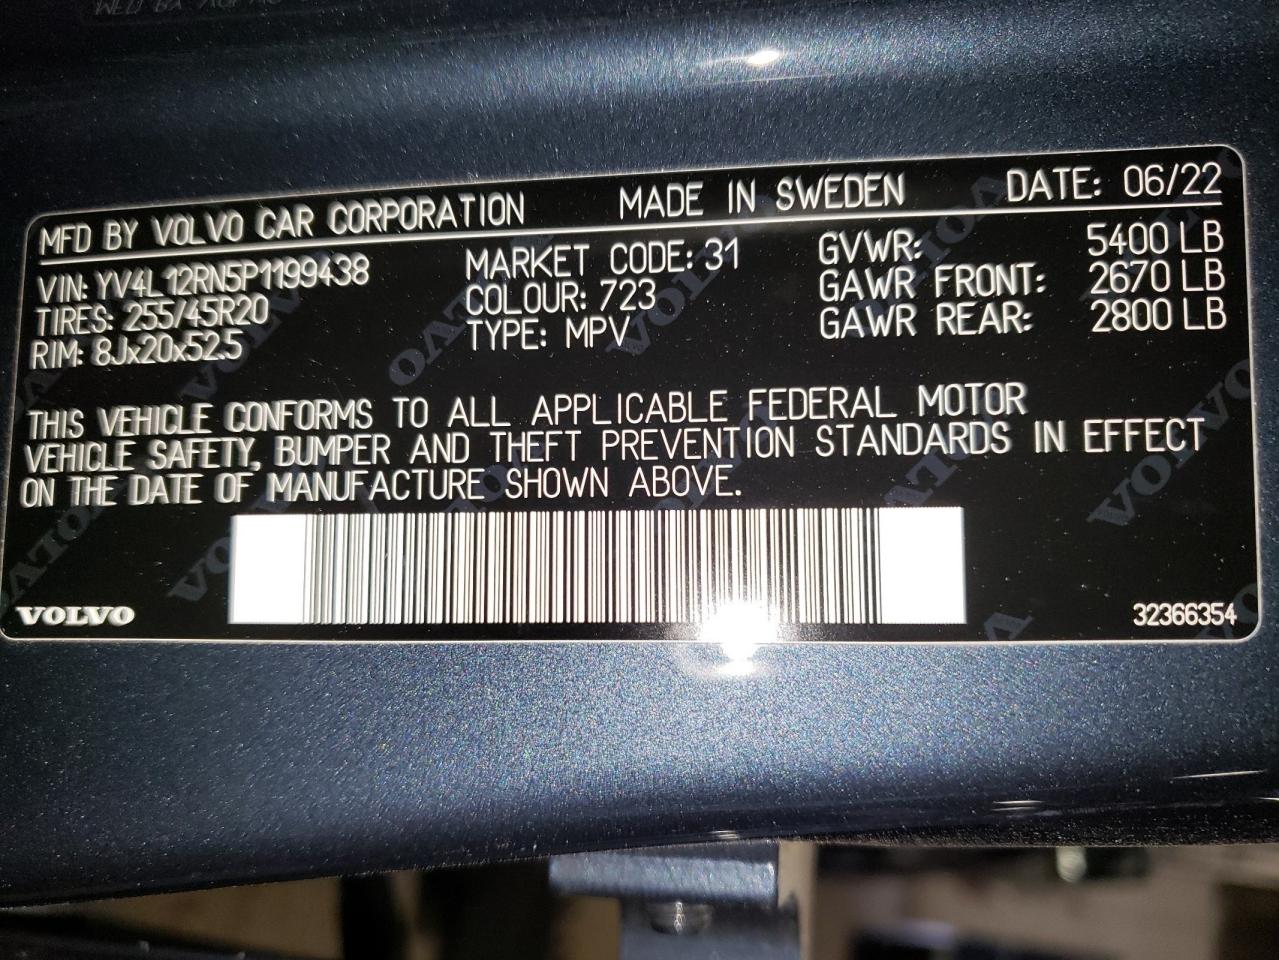 MFD BY VOLVO CAR CORPORATION MADE IN SWEDEN DATE: 06/22
VIN: YV4L12RN5P1199438 MARKET CODE: 31 GVWR: 5400 LB
TIRES: 255/45R20 COLOUR: 723 GAWR FRONT: 2670 LB
RIM: 8Jx20x52.5 TYPE: MPV GAWR REAR: 2800 LB
THIS VEHICLE CONFORMS TO ALL APPLICABLE FEDERAL MOTOR
VEHICLE SAFETY, BUMPER AND THEFT PREVENTION STANDARDS IN EFFECT
ON THE DATE OF MANUFACTURE SHOWN ABOVE.
VOLVO 32366354